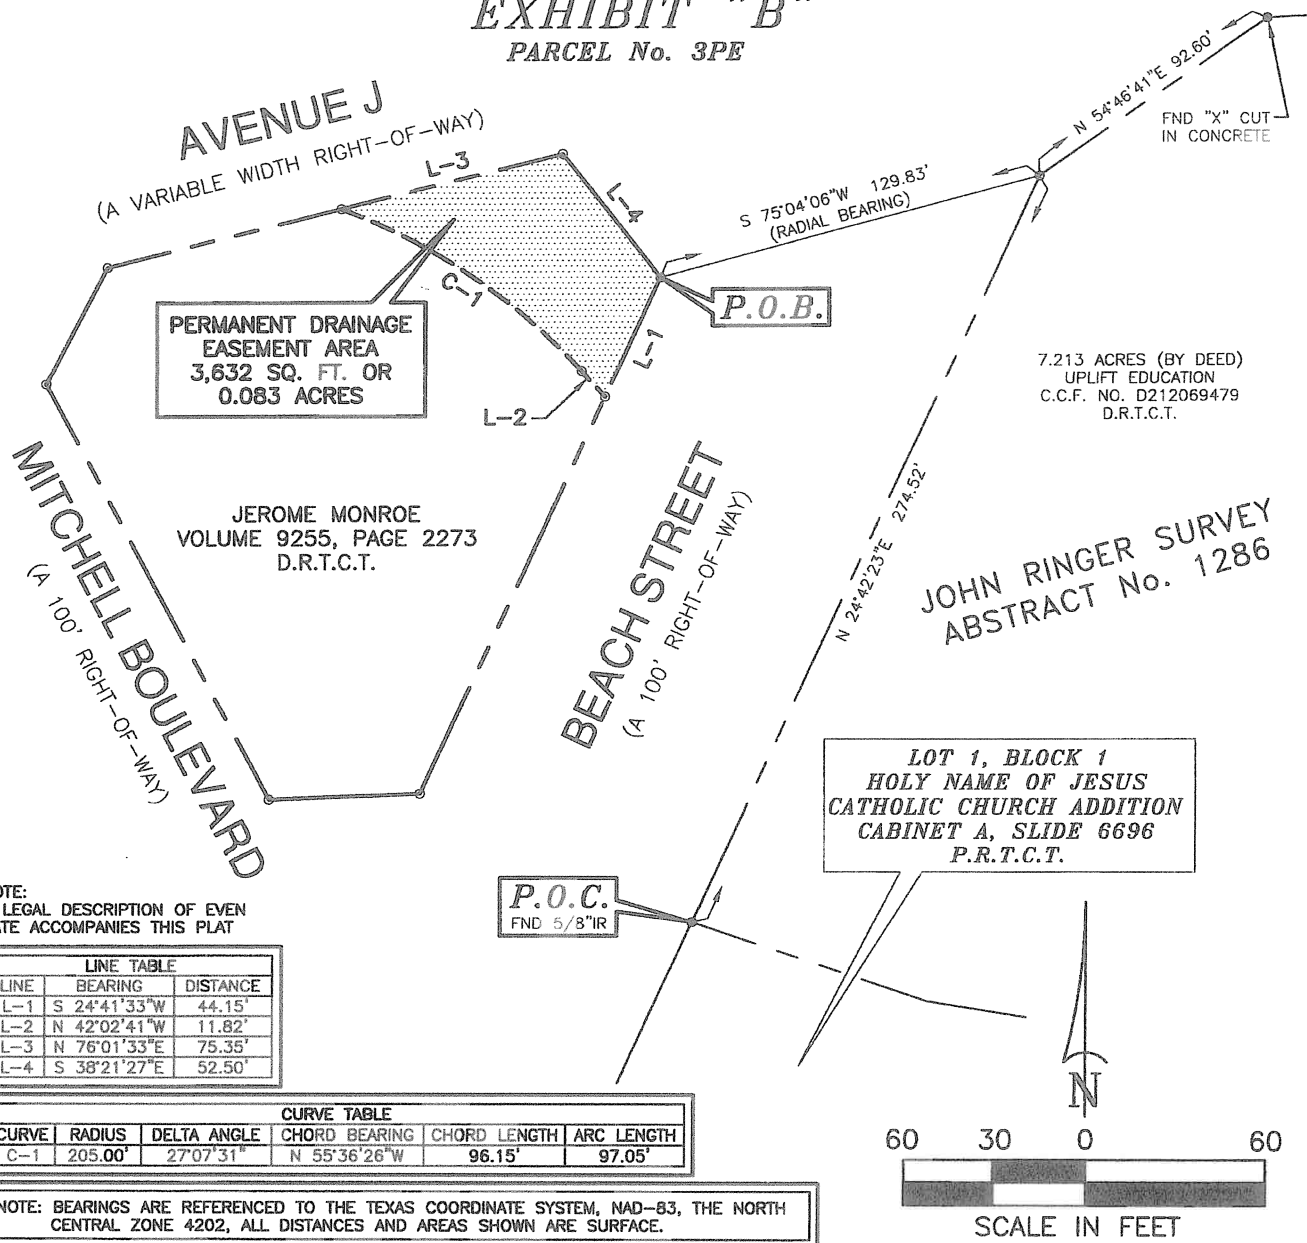 EXHIBIT "B"
PARCEL No. 3PE
AVENUE J
(A VARIABLE WIDTH RIGHT-OF-WAY)
L-3
L-4
N 54°46'41"E 92.60'
FND "X" CUT
IN CONCRETE
S 75°04'06"W 129.83'
(RADIAL BEARING)
C-1
P.O.B.
L-1
PERMANENT DRAINAGE
EASEMENT AREA
3,632 SQ. FT. OR
0.083 ACRES
L-2
7.213 ACRES (BY DEED)
UPLIFT EDUCATION
C.C.F. NO. D212069479
D.R.T.C.T.
MITCHELL BOULEVARD
(A 100' RIGHT-OF-WAY)
JEROME MONROE
VOLUME 9255, PAGE 2273
D.R.T.C.T.
BEACH STREET
(A 100' RIGHT-OF-WAY)
N 24°42'23"E 274.52'
JOHN RINGER SURVEY
ABSTRACT No. 1286
LOT 1, BLOCK 1
HOLY NAME OF JESUS
CATHOLIC CHURCH ADDITION
CABINET A, SLIDE 6696
P.R.T.C.T.
P.O.C.
FND 5/8"IR
OTE:
LEGAL DESCRIPTION OF EVEN
ATE ACCOMPANIES THIS PLAT
LINE TABLE
LINE BEARING DISTANCE
L-1 S 24°41'33"W 44.15'
L-2 N 42°02'41"W 11.82'
L-3 N 76°01'33"E 75.35'
L-4 S 38°21'27"E 52.50'
CURVE TABLE
CURVE RADIUS DELTA ANGLE CHORD BEARING CHORD LENGTH ARC LENGTH
C-1 205.00' 27°07'31" N 55°36'26"W 96.15' 97.05'
NOTE: BEARINGS ARE REFERENCED TO THE TEXAS COORDINATE SYSTEM, NAD-83, THE NORTH
CENTRAL ZONE 4202, ALL DISTANCES AND AREAS SHOWN ARE SURFACE.
N
60 30 0 60
SCALE IN FEET